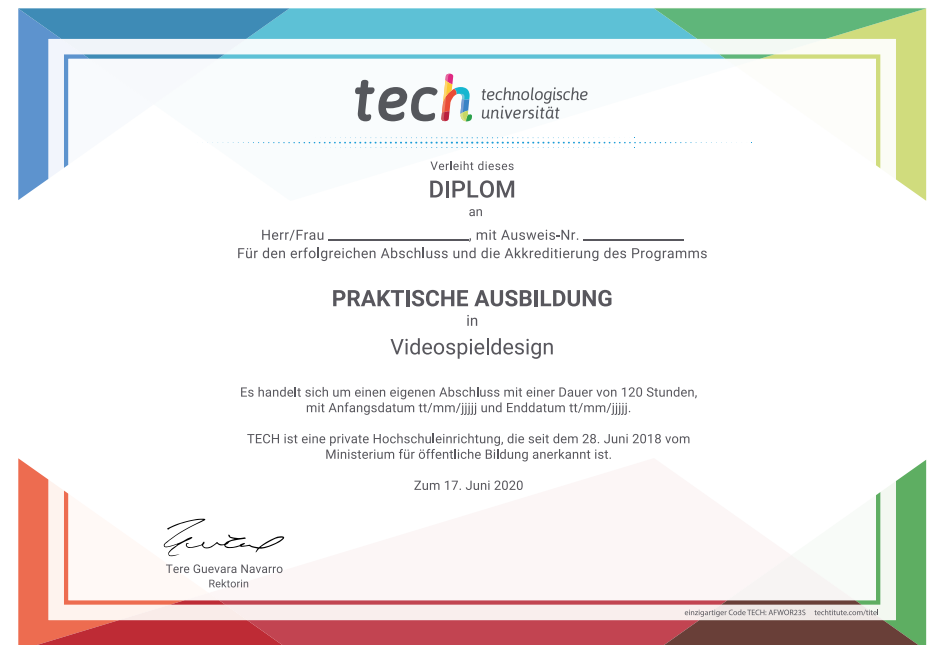 tech technologische
universität
Verleiht dieses
DIPLOM
an
Herr/Frau ________________, mit Ausweis-Nr. ____________
Für den erfolgreichen Abschluss und die Akkreditierung des Programms
PRAKTISCHE AUSBILDUNG
in
Videospieldesign
Es handelt sich um einen eigenen Abschluss mit einer Dauer von 120 Stunden,
mit Anfangsdatum tt/mm/jjjjj und Enddatum tt/mm/jjjjj.
TECH ist eine private Hochschuleinrichtung, die seit dem 28. Juni 2018 vom
Ministerium für öffentliche Bildung anerkannt ist.
Zum 17. Juni 2020
Tere Guevara Navarro
Rektorin
einzigartiger Code TECH: AFWOR23S techtitute.com/titel